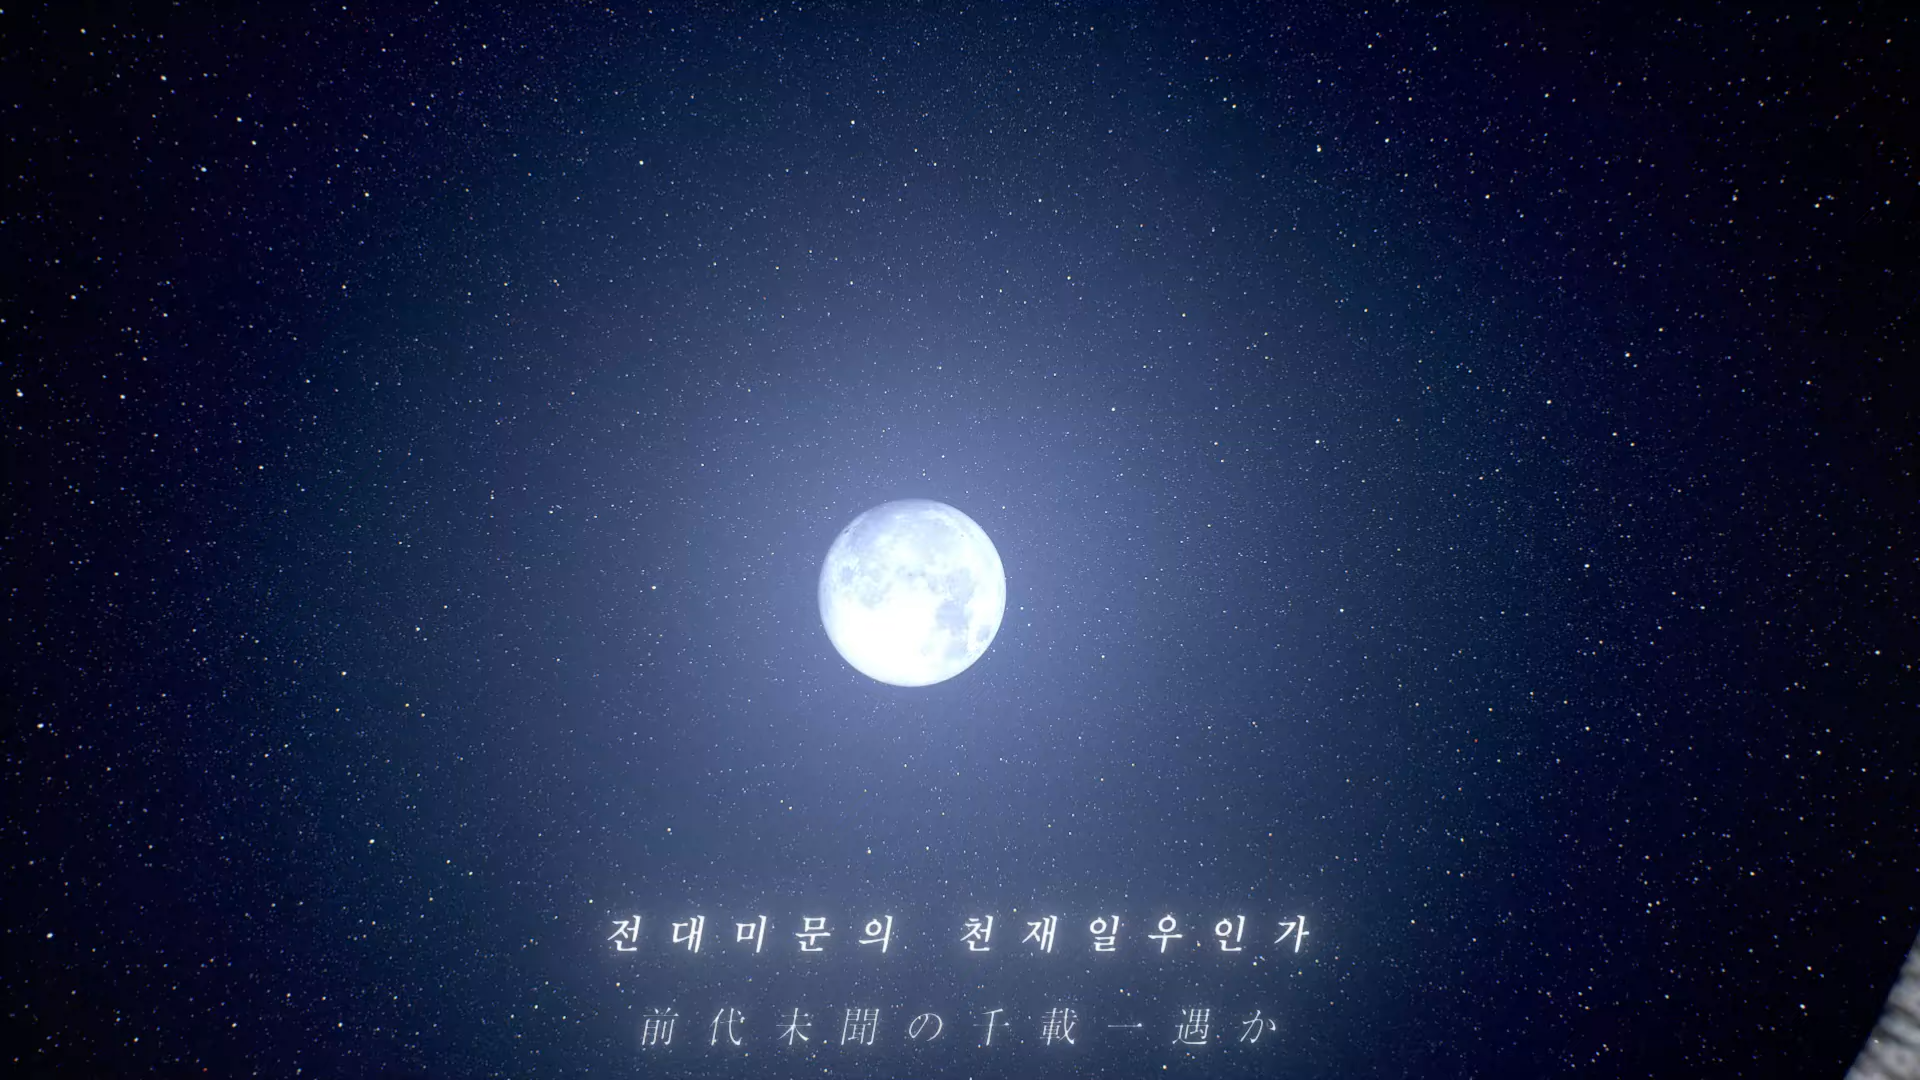 전대미문의 천재일우인가
前代未聞の千載一遇か